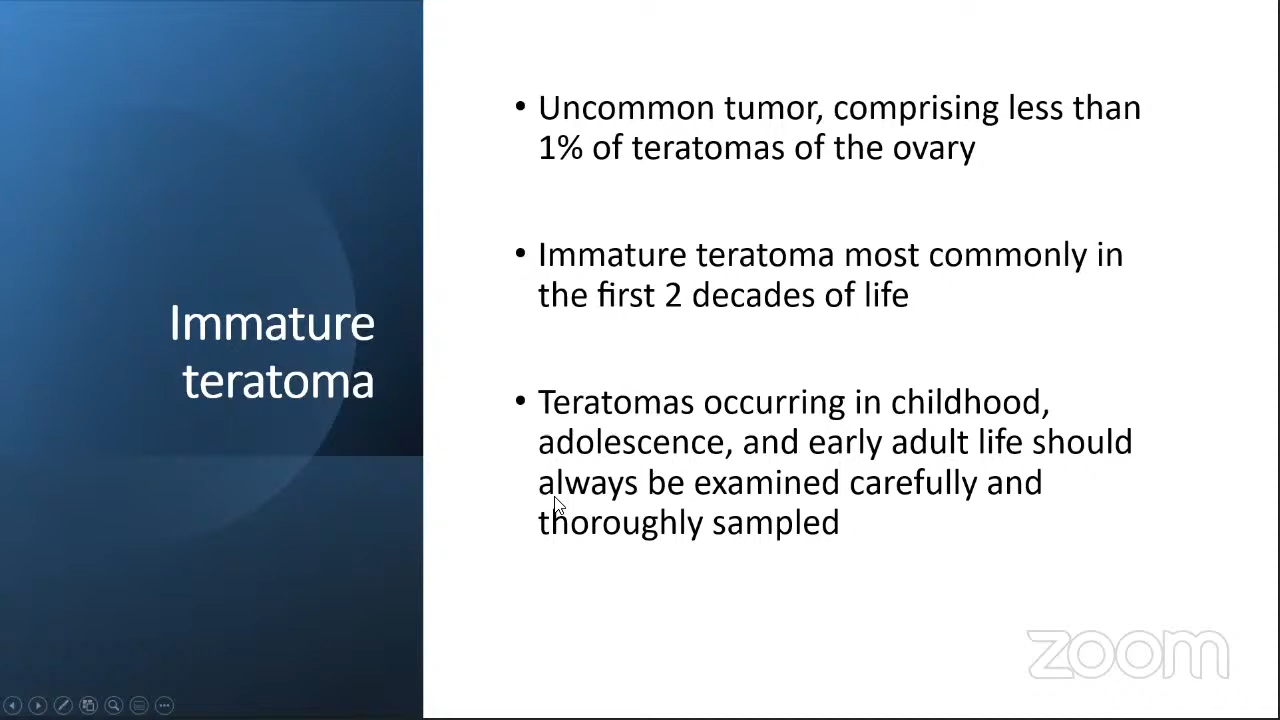 Immature
teratoma
• Uncommon tumor, comprising less than
1% of teratomas of the ovary
• Immature teratoma most commonly in
the first 2 decades of life
• Teratomas occurring in childhood,
adolescence, and early adult life should
always be examined carefully and
thoroughly sampled
zoom